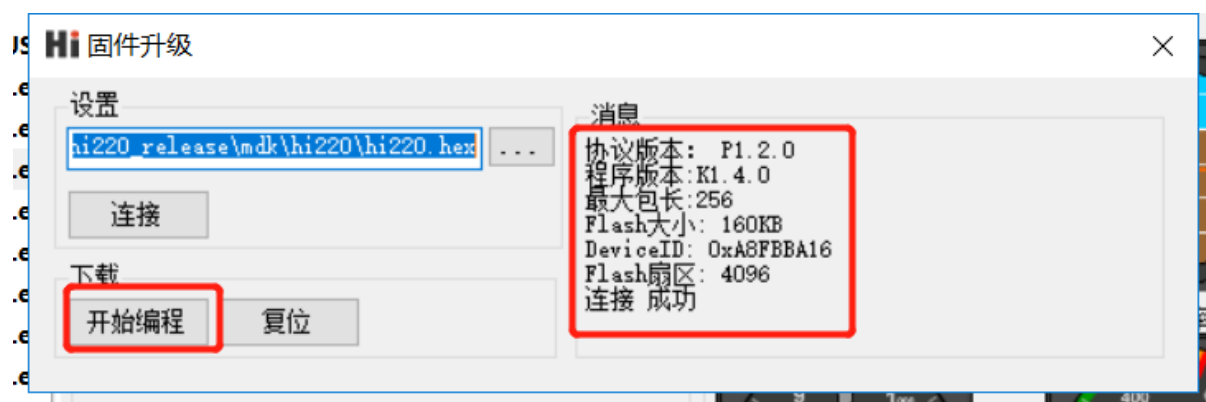 Hi 固件升级
设置
hi220_release\mdk\hi220\hi220.hex
...
连接
下载
开始编程
复位
消息
协议版本: P1.2.0
程序版本:K1.4.0
最大包长:256
Flash大小: 160KB
DeviceID: 0xA8FBBA16
Flash扇区: 4096
连接 成功
400